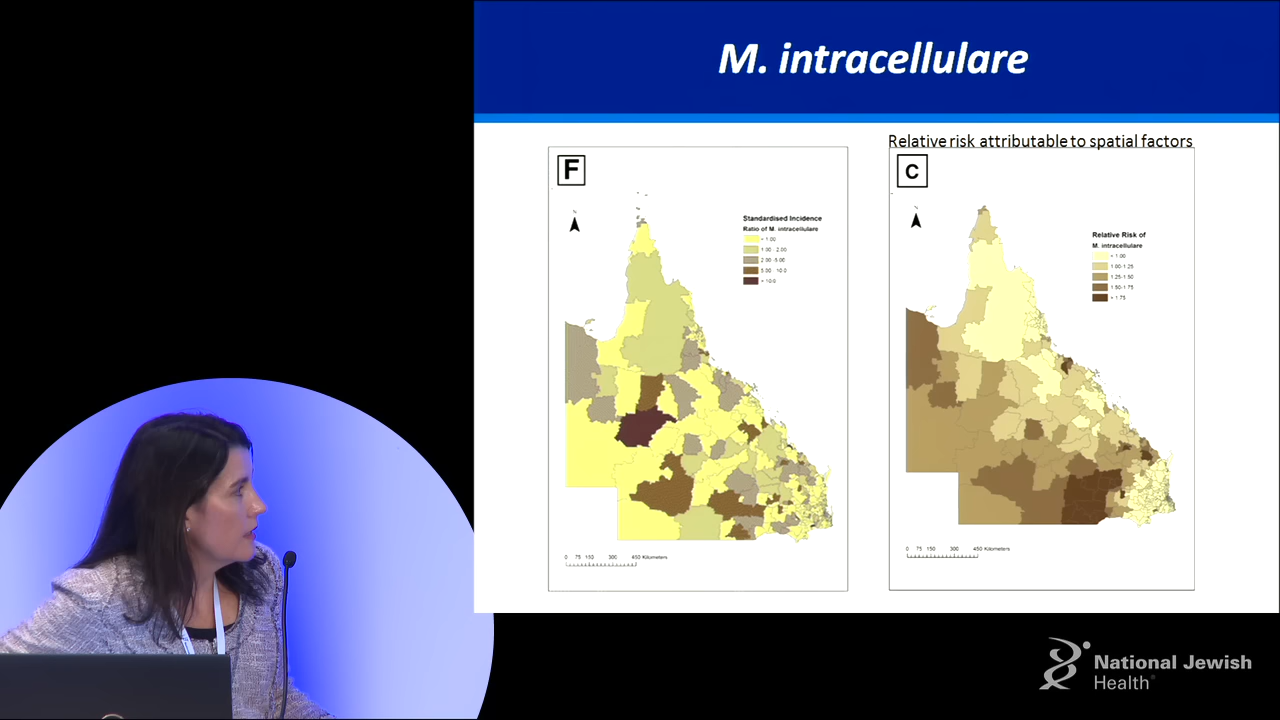 M. intracellulare
Relative risk attributable to spatial factors
F
Standardised Incidence
Ratio of M. intracellulare
< 1.00
1.00 - 2.00
2.00 - 5.00
5.00 - 10.0
> 10.0
0 75 150 300 450 Kilometers
C
Relative Risk of
M. intracellulare
< 1.00
1.00-1.25
1.25-1.50
1.50-1.75
> 1.75
0 75 150 300 450 Kilometers
National Jewish
Health